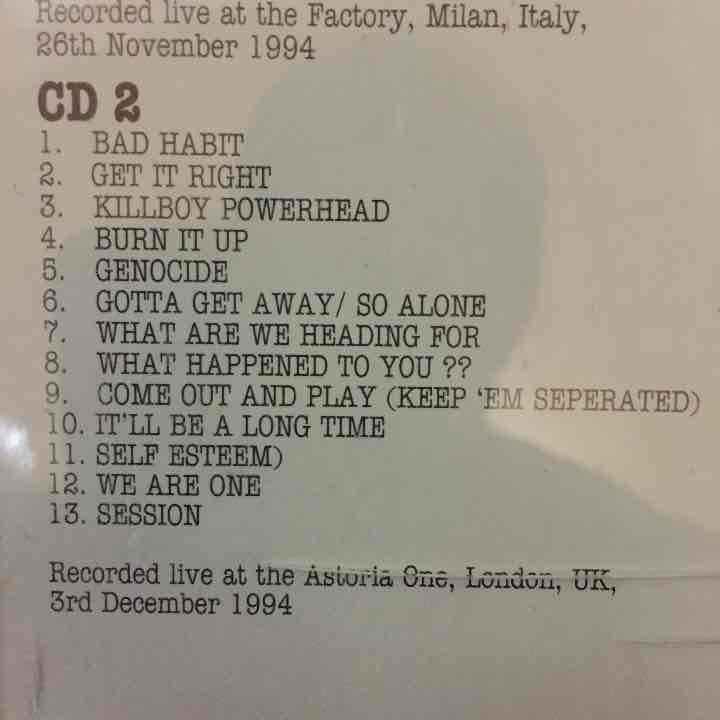 Recorded live at the Factory, Milan, Italy,
26th November 1994
CD 2
1. BAD HABIT
2. GET IT RIGHT
3. KILLBOY POWERHEAD
4. BURN IT UP
5. GENOCIDE
6. GOTTA GET AWAY/ SO ALONE
7. WHAT ARE WE HEADING FOR
8. WHAT HAPPENED TO YOU ??
9. COME OUT AND PLAY (KEEP ‘EM SEPERATED)
10. IT’LL BE A LONG TIME
11. SELF ESTEEM)
12. WE ARE ONE
13. SESSION
Recorded live at the Astoria One, London, UK,
3rd December 1994